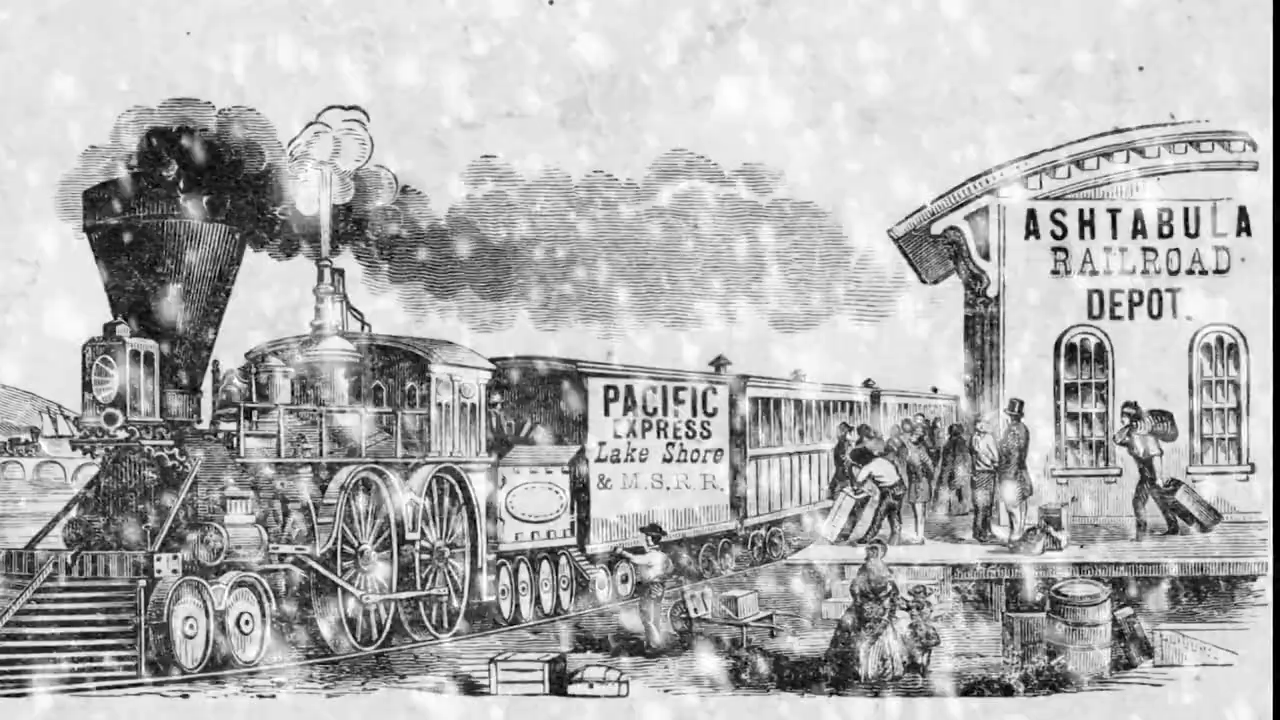 PACIFIC
EXPRESS
Lake Shore
& M.S.R.R.
ASHTABULA
RAILROAD
DEPOT.